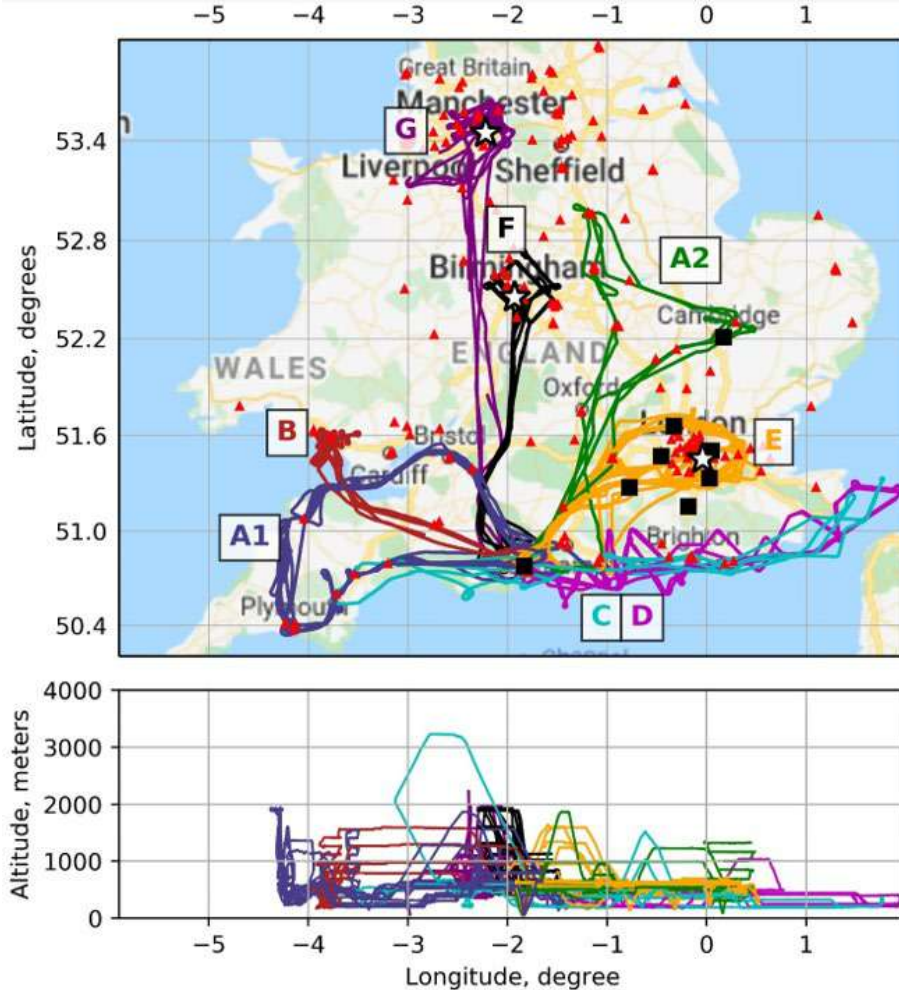 −5 −4 −3 −2 −1 0 1
Great Britain
Manchester
n
G
53.4
Liverpoo Sheffield
F
52.8
A2
Birmingham
Cambridge
52.2
ENGLAND
WALES
Oxford
Latitude, degrees
B
51.6
London
E
Bristol
Cardiff
A1
51.0
Brighton
C D
Plymouth
50.4
4000
3000
2000
1000
0
Altitude, meters
−5 −4 −3 −2 −1 0 1
Longitude, degree